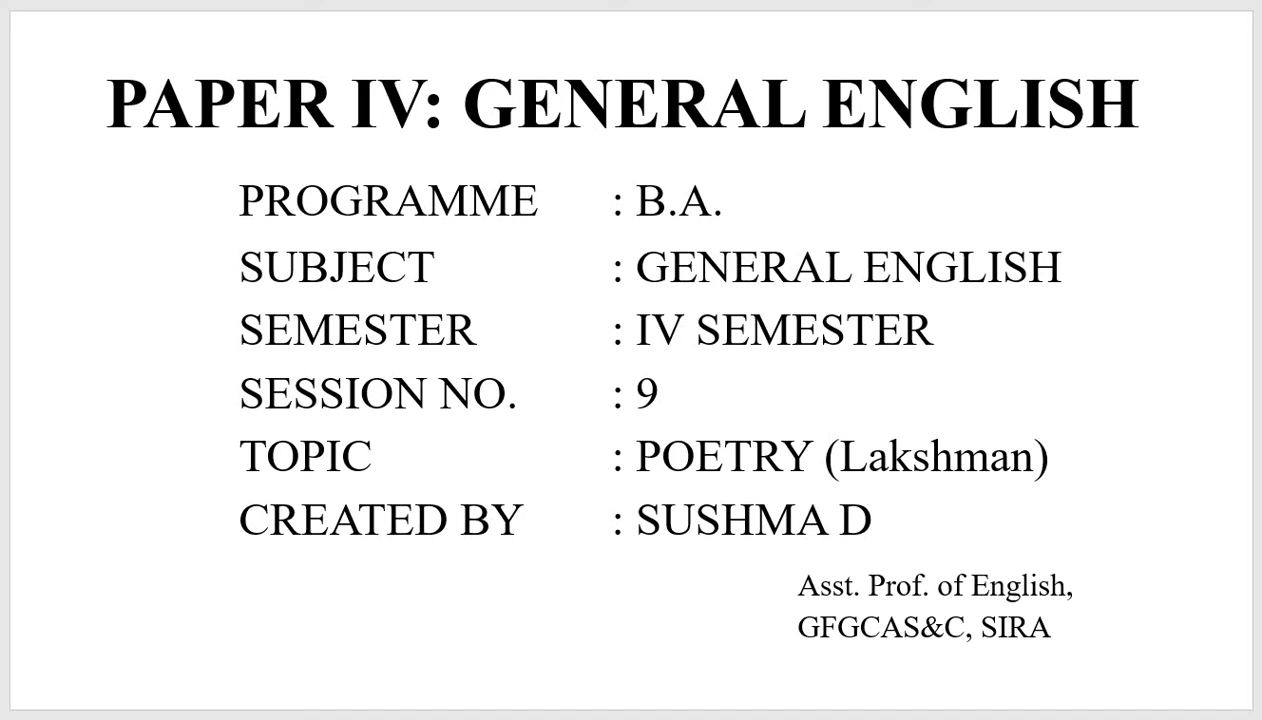 PAPER IV: GENERAL ENGLISH
PROGRAMME : B.A.
SUBJECT : GENERAL ENGLISH
SEMESTER : IV SEMESTER
SESSION NO. : 9
TOPIC : POETRY (Lakshman)
CREATED BY : SUSHMA D
Asst. Prof. of English,
GFGCAS&C, SIRA